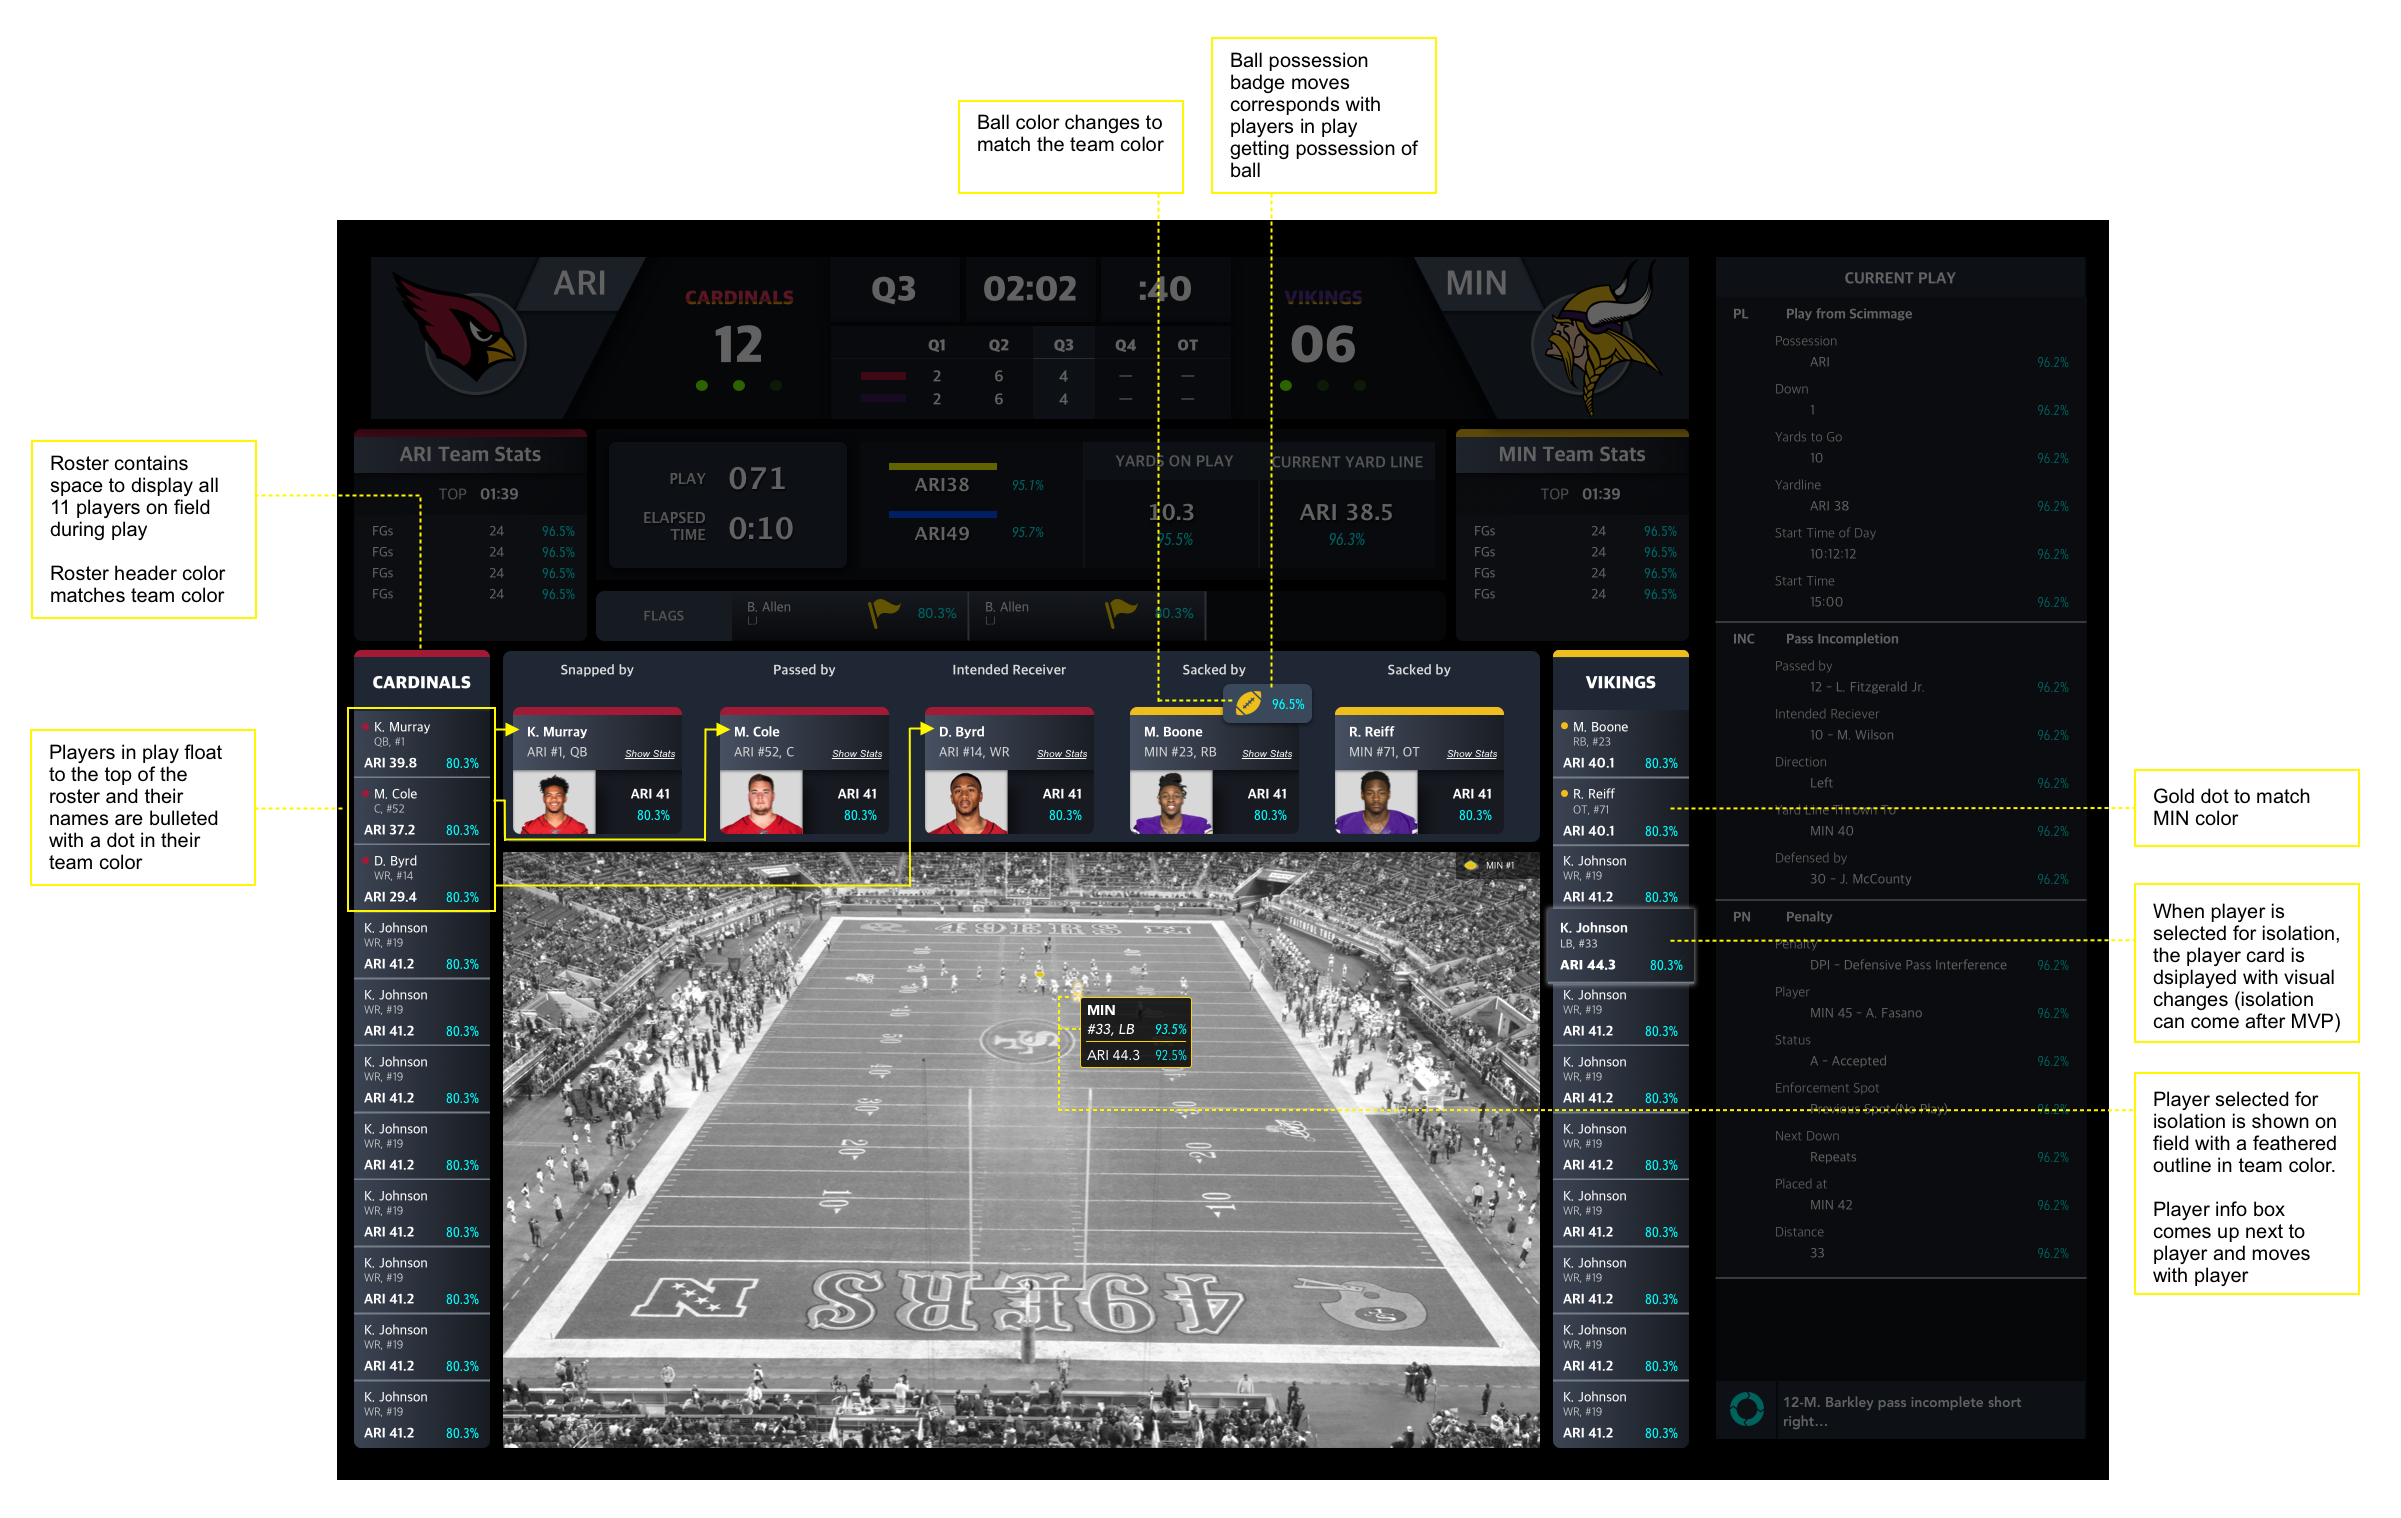 Ball possession
badge moves
corresponds with
players in play
getting possession of
ball
Ball color changes to
match the team color
ARI
CARDINALS
12
Q3
02:02
:40
Q1 Q2 Q3 Q4 OT
2 6 4 — —
2 6 4 — —
VIKINGS
06
MIN
Roster contains
space to display all
11 players on field
during play
Roster header color
matches team color
ARI Team Stats
TOP 01:39
FGs 24 96.5%
FGs 24 96.5%
FGs 24 96.5%
FGs 24 96.5%
PLAY 071
ELAPSED
TIME 0:10
ARI38 95.1%
ARI49 95.7%
YARDS ON PLAY
10.3
95.5%
CURRENT YARD LINE
ARI 38.5
96.3%
FLAGS
B. Allen
LJ
80.3%
B. Allen
LJ
80.3%
MIN Team Stats
TOP 01:39
FGs 24 96.5%
FGs 24 96.5%
FGs 24 96.5%
FGs 24 96.5%
Players in play float
to the top of the
roster and their
names are bulleted
with a dot in their
team color
CARDINALS
K. Murray
QB, #1
ARI 39.8 80.3%
M. Cole
C, #52
ARI 37.2 80.3%
D. Byrd
WR, #14
ARI 29.4 80.3%
K. Johnson
WR, #19
ARI 41.2 80.3%
K. Johnson
WR, #19
ARI 41.2 80.3%
K. Johnson
WR, #19
ARI 41.2 80.3%
K. Johnson
WR, #19
ARI 41.2 80.3%
K. Johnson
WR, #19
ARI 41.2 80.3%
K. Johnson
WR, #19
ARI 41.2 80.3%
K. Johnson
WR, #19
ARI 41.2 80.3%
K. Johnson
WR, #19
ARI 41.2 80.3%
Snapped by
K. Murray
ARI #1, QB Show Stats
ARI 41
80.3%
Passed by
M. Cole
ARI #52, C Show Stats
ARI 41
80.3%
Intended Receiver
D. Byrd
ARI #14, WR Show Stats
ARI 41
80.3%
Sacked by
96.5%
M. Boone
MIN #23, RB Show Stats
ARI 41
80.3%
Sacked by
R. Reiff
MIN #71, OT Show Stats
ARI 41
80.3%
MIN #1
49ERS
MIN
#33, LB 93.5%
ARI 44.3 92.5%
40
30 30
20 20
10 10
N 49ERS
VIKINGS
M. Boone
RB, #23
ARI 40.1 80.3%
R. Reiff
OT, #71
ARI 40.1 80.3%
K. Johnson
WR, #19
ARI 41.2 80.3%
K. Johnson
LB, #33
ARI 44.3 80.3%
K. Johnson
WR, #19
ARI 41.2 80.3%
K. Johnson
WR, #19
ARI 41.2 80.3%
K. Johnson
WR, #19
ARI 41.2 80.3%
K. Johnson
WR, #19
ARI 41.2 80.3%
K. Johnson
WR, #19
ARI 41.2 80.3%
K. Johnson
WR, #19
ARI 41.2 80.3%
K. Johnson
WR, #19
ARI 41.2 80.3%
CURRENT PLAY
PL Play from Scimmage
Possession
ARI 96.2%
Down
1 96.2%
Yards to Go
10 96.2%
Yardline
ARI 38 96.2%
Start Time of Day
10:12:12 96.2%
Start Time
15:00 96.2%
INC Pass Incompletion
Passed by
12 – L. Fitzgerald Jr. 96.2%
Intended Reciever
10 – M. Wilson 96.2%
Direction
Left 96.2%
Yard Line Thrown To
MIN 40 96.2%
Defensed by
30 – J. McCounty 96.2%
PN Penalty
Penalty
DPI – Defensive Pass Interference 96.2%
Player
MIN 45 – A. Fasano 96.2%
Status
A – Accepted 96.2%
Enforcement Spot
Previous Spot (No Play) 96.2%
Next Down
Repeats 96.2%
Placed at
MIN 42 96.2%
Distance
33 96.2%
12-M. Barkley pass incomplete short
right...
Gold dot to match
MIN color
When player is
selected for isolation,
the player card is
dsiplayed with visual
changes (isolation
can come after MVP)
Player selected for
isolation is shown on
field with a feathered
outline in team color.
Player info box
comes up next to
player and moves
with player